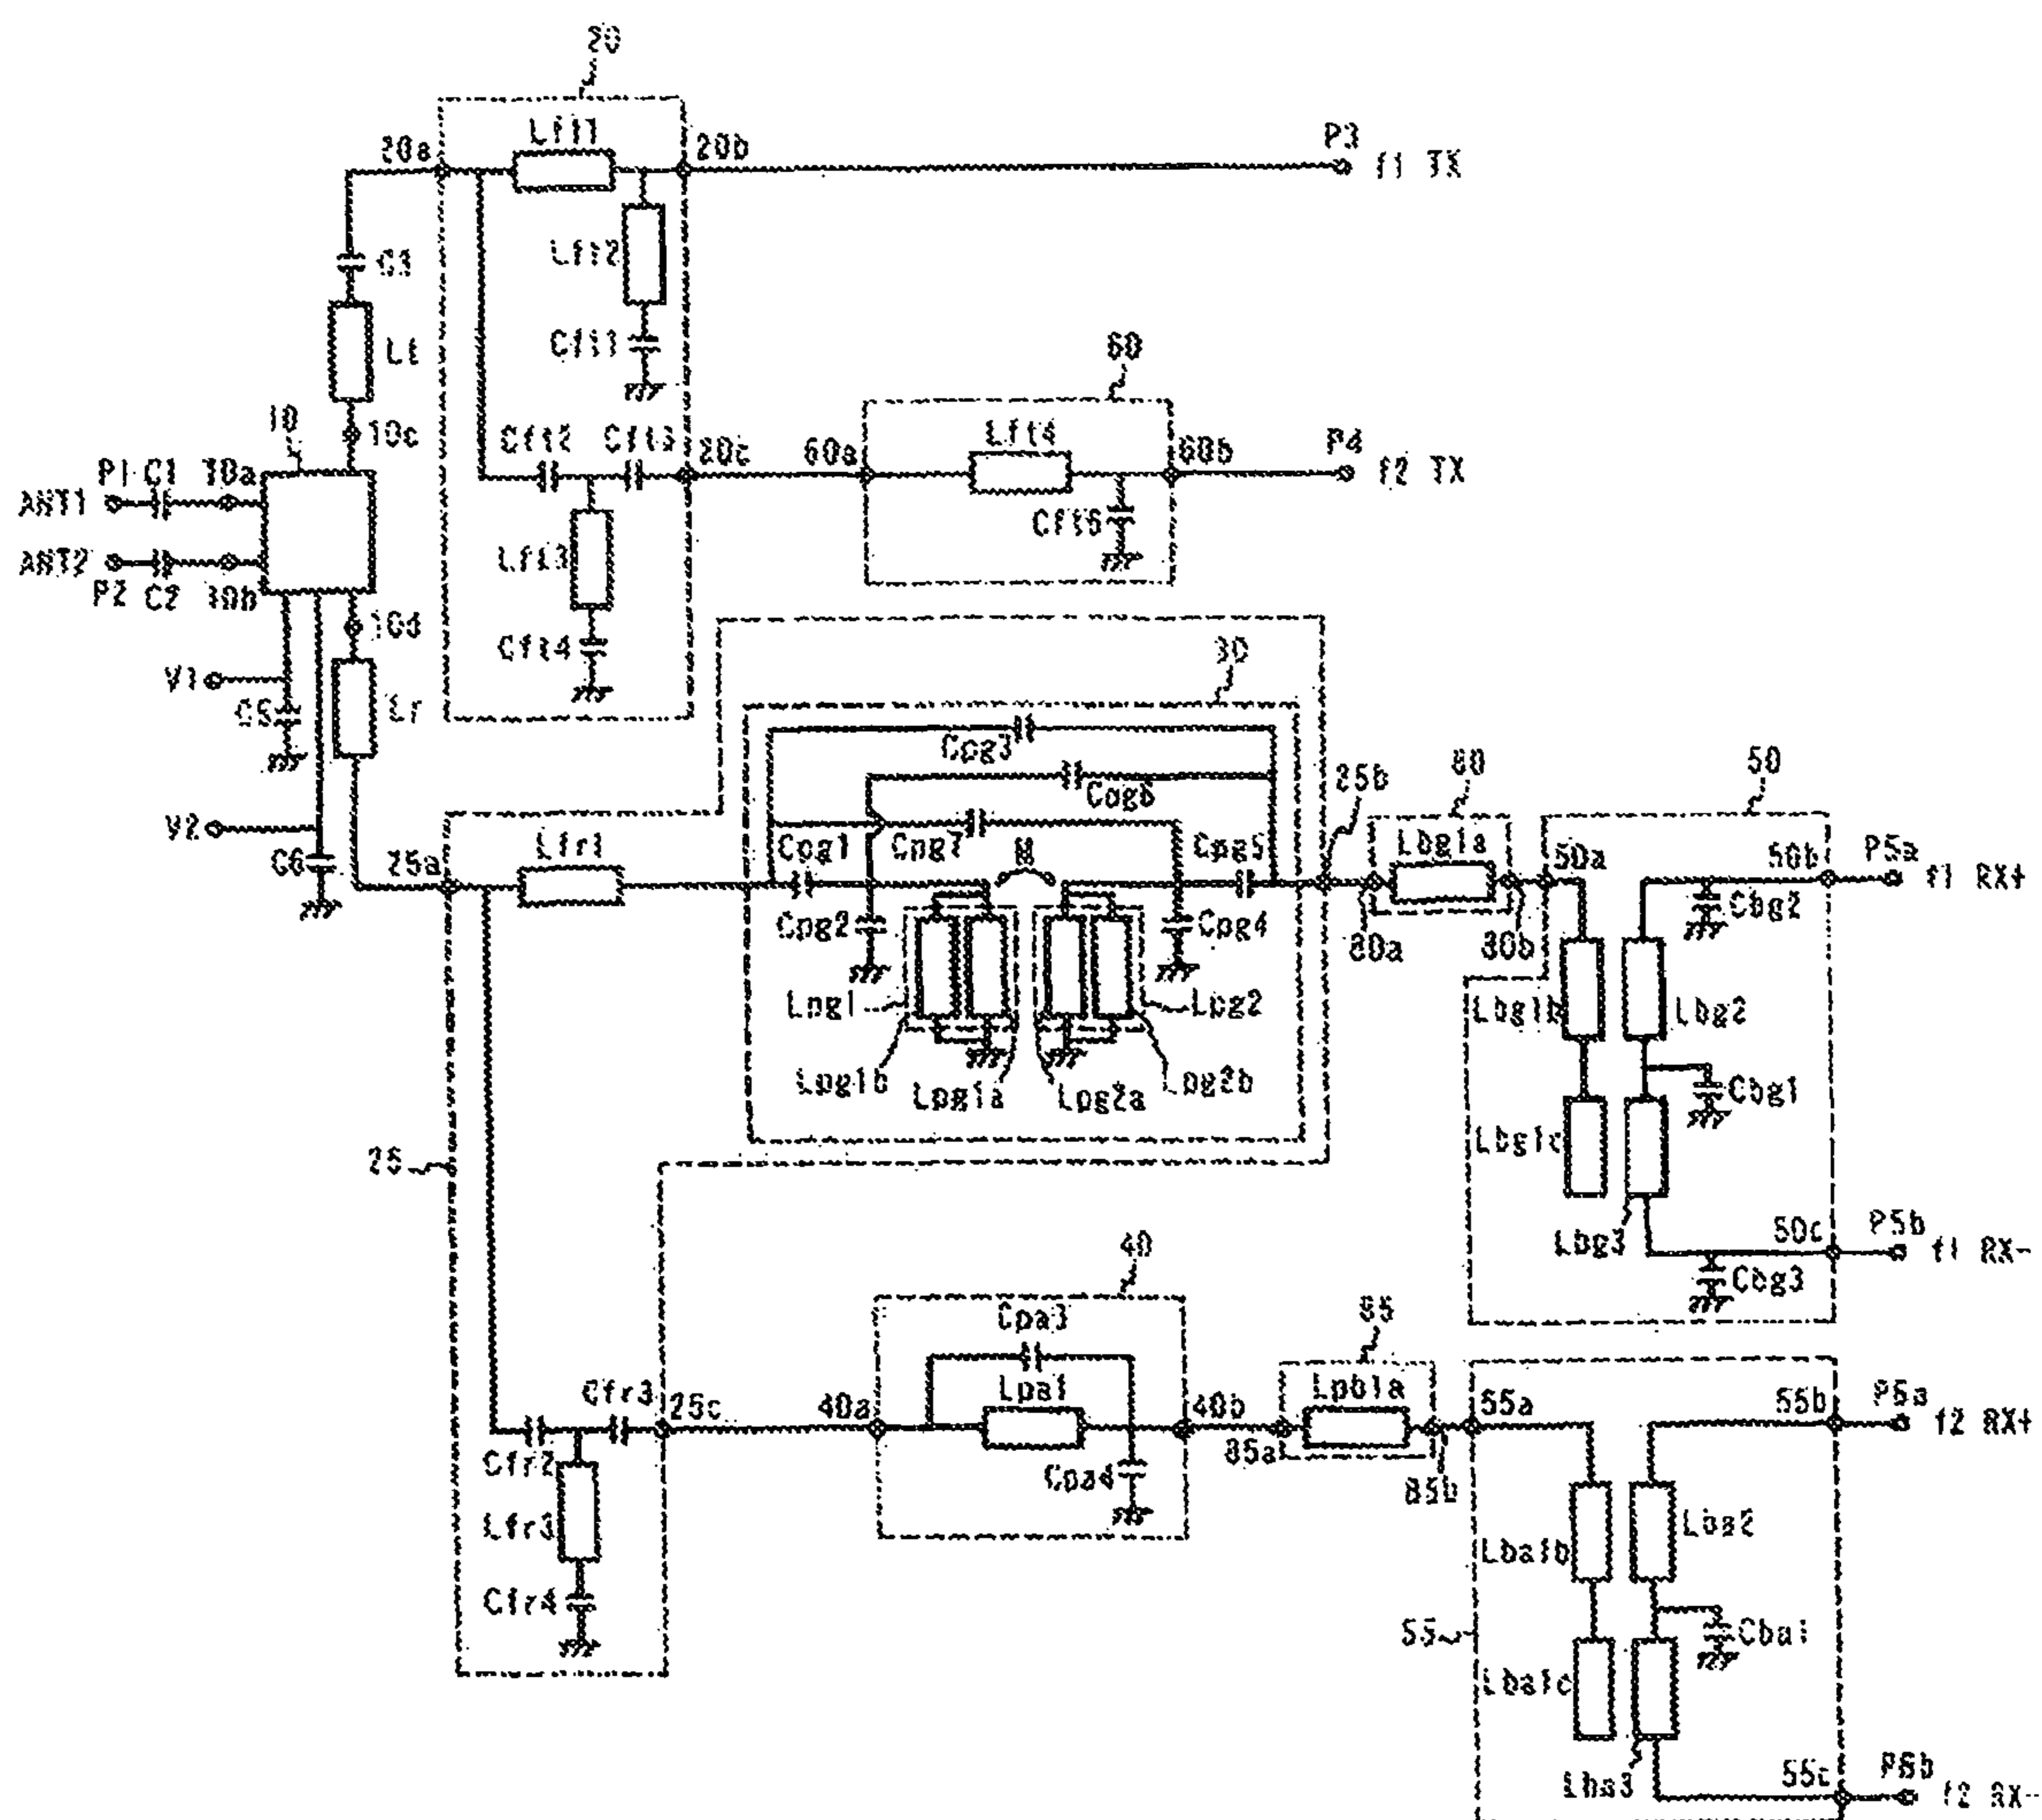 20
Lft1
20a
20b
P3
f1 TX
C3
Lft2
Lt
Cft1
60
10
10c
Cft2
Cft3
20c
60a
Lft4
60b
P4
f2 TX
P1
C1
10a
ANT1
Cft6
ANT2
P2
C2
10b
Lft3
10d
Cft4
30
V1
C5
Lr
Cpg3
25b
80
50
V2
Cpg6
C6
25a
Lfr1
Cpg1
Cpg7
M
Cpg5
Lbg1a
50a
50b
P5a
f1 RX+
Cbg2
Cpg2
Cpg4
80a
80b
Lpg1
Lpg2
Lbg1b
Lbg2
Lpg1b
Lpg1a
Lpg2a
Lpg2b
Cbg1
25
Lbg1c
Lbg3
50c
P5b
f1 RX-
40
Cbg3
Cpa3
85
Cfr3
25c
40a
Lpa1
40b
Lpb1a
55a
55b
P6a
f2 RX+
Cfr2
85a
Cpa4
85b
Lfr3
Lba1b
Lba2
Cfr4
55
Cba1
Lba1c
Lba3
55c
P6b
f2 RX-